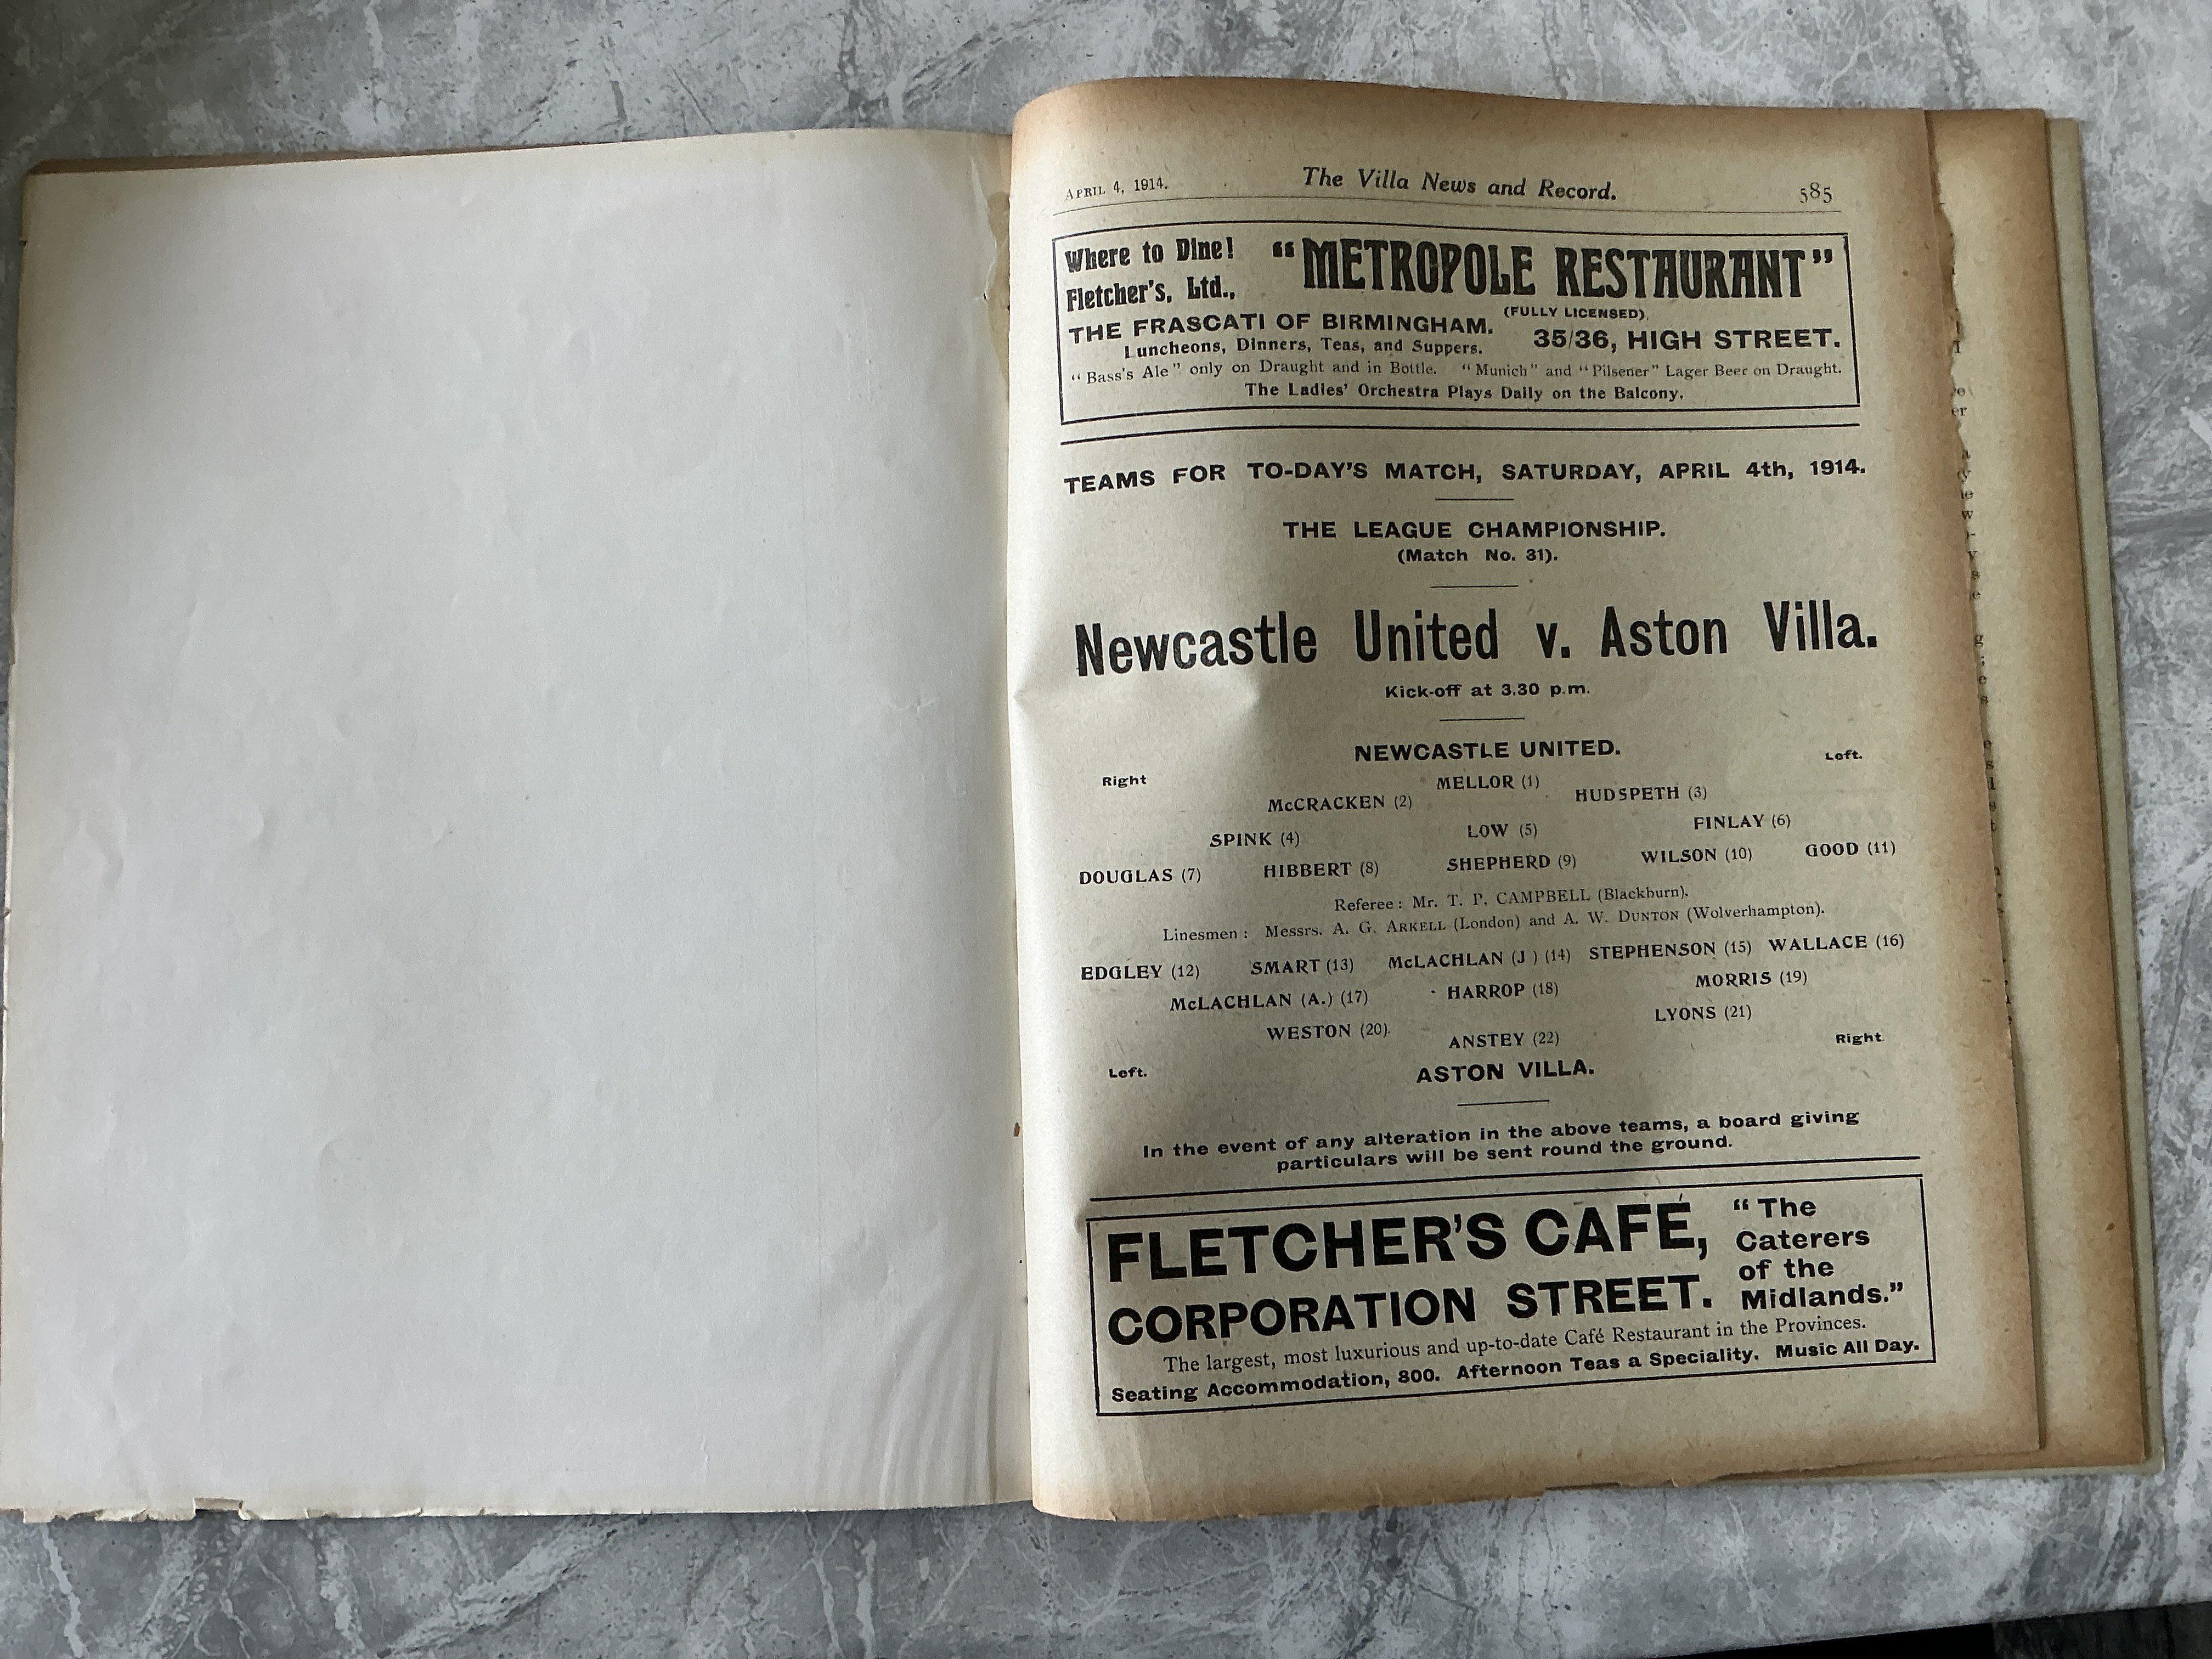 APRIL 4, 1914. The Villa News and Record. 585
Where to Dine! "METROPOLE RESTAURANT"
Fletcher's, Ltd.,
(FULLY LICENSED),
THE FRASCATI OF BIRMINGHAM. 35/36, HIGH STREET.
Luncheons, Dinners, Teas, and Suppers.
"Bass's Ale" only on Draught and in Bottle. "Munich" and "Pilsener" Lager Beer on Draught.
The Ladies' Orchestra Plays Daily on the Balcony.
TEAMS FOR TO-DAY'S MATCH, SATURDAY, APRIL 4th, 1914.
THE LEAGUE CHAMPIONSHIP.
(Match No. 31).
Newcastle United v. Aston Villa.
Kick-off at 3.30 p.m.
NEWCASTLE UNITED.
Right Left.
MELLOR (1)
McCRACKEN (2) HUDSPETH (3)
SPINK (4) LOW (5) FINLAY (6)
DOUGLAS (7) HIBBERT (8) SHEPHERD (9) WILSON (10) GOOD (11)
Referee: Mr. T. P. CAMPBELL (Blackburn).
Linesmen: Messrs. A. G. ARKELL (London) and A. W. DUNTON (Wolverhampton).
EDGLEY (12) SMART (13) McLACHLAN (J ) (14) STEPHENSON (15) WALLACE (16)
McLACHLAN (A.) (17) HARROP (18) MORRIS (19)
WESTON (20). LYONS (21)
ANSTEY (22)
Left. Right
ASTON VILLA.
In the event of any alteration in the above teams, a board giving
particulars will be sent round the ground.
FLETCHER'S CAFÉ, "The
Caterers
CORPORATION STREET. of the
Midlands."
The largest, most luxurious and up-to-date Café Restaurant in the Provinces.
Seating Accommodation, 800. Afternoon Teas a Speciality. Music All Day.